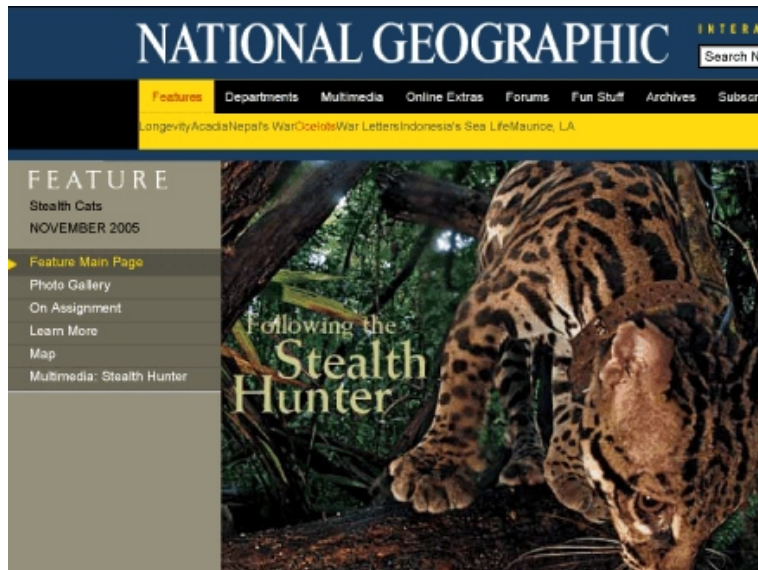 NATIONAL GEOGRAPHIC
INTERA
Search N
Features Departments Multimedia Online Extras Forums Fun Stuff Archives Subscr
LongevityAcadiaNepal's WarOcelotsWar LettersIndonesia's Sea LifeMaurice, LA
FEATURE
Stealth Cats
NOVEMBER 2005
Feature Main Page
Photo Gallery
On Assignment
Learn More
Map
Multimedia: Stealth Hunter
Following the
Stealth
Hunter